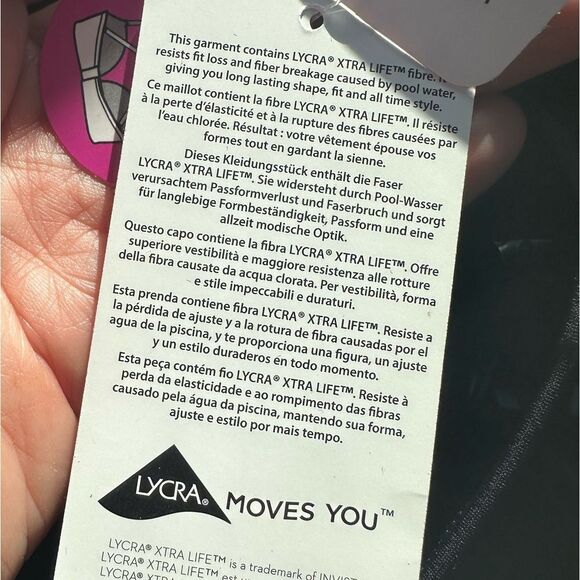 This garment contains LYCRA® XTRA LIFE™ fibre. It
resists fit loss and fiber breakage caused by pool water,
giving you long lasting shape, fit and all time style.
Ce maillot contient la fibre LYCRA® XTRA LIFE™. Il résiste
à la perte d'élasticité et à la rupture des fibres causées par
l'eau chlorée. Résultat : votre vêtement épouse vos
formes tout en gardant la sienne.
Dieses Kleidungsstück enthält die Faser
LYCRA® XTRA LIFE™. Sie widersteht durch Pool-Wasser
verursachtem Passformverlust und Faserbruch und sorgt
für langlebige Formbeständigkeit, Passform und eine
allzeit modische Optik.
Questo capo contiene la fibra LYCRA® XTRA LIFE™. Offre
superiore vestibilità e maggiore resistenza alle rotture
della fibra causate da acqua clorata. Per vestibilità, forma
e stile impeccabili e duraturi.
Esta prenda contiene fibra LYCRA® XTRA LIFE™. Resiste a
la pérdida de ajuste y a la rotura de fibra causadas por el
agua de la piscina, y te proporciona una figura, un ajuste
y un estilo duraderos en todo momento.
Esta peça contém fio LYCRA® XTRA LIFE™. Resiste à
perda da elasticidade e ao rompimento das fibras
causado pela água da piscina, mantendo sua forma,
ajuste e estilo por mais tempo.
LYCRA® MOVES YOU™
LYCRA® XTRA LIFE™ is a trademark of
LYCRA® XTRA LIFE™ est
LYCRA® XTRA LIFE